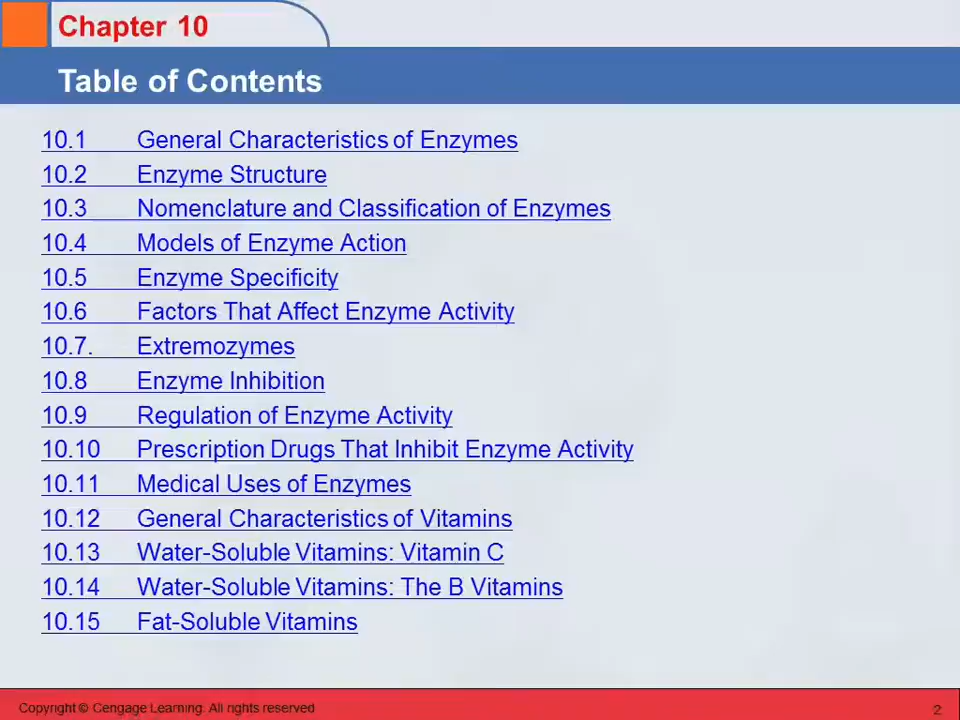 Chapter 10
Table of Contents
10.1 General Characteristics of Enzymes
10.2 Enzyme Structure
10.3 Nomenclature and Classification of Enzymes
10.4 Models of Enzyme Action
10.5 Enzyme Specificity
10.6 Factors That Affect Enzyme Activity
10.7. Extremozymes
10.8 Enzyme Inhibition
10.9 Regulation of Enzyme Activity
10.10 Prescription Drugs That Inhibit Enzyme Activity
10.11 Medical Uses of Enzymes
10.12 General Characteristics of Vitamins
10.13 Water-Soluble Vitamins: Vitamin C
10.14 Water-Soluble Vitamins: The B Vitamins
10.15 Fat-Soluble Vitamins
Copyright © Cengage Learning. All rights reserved 2